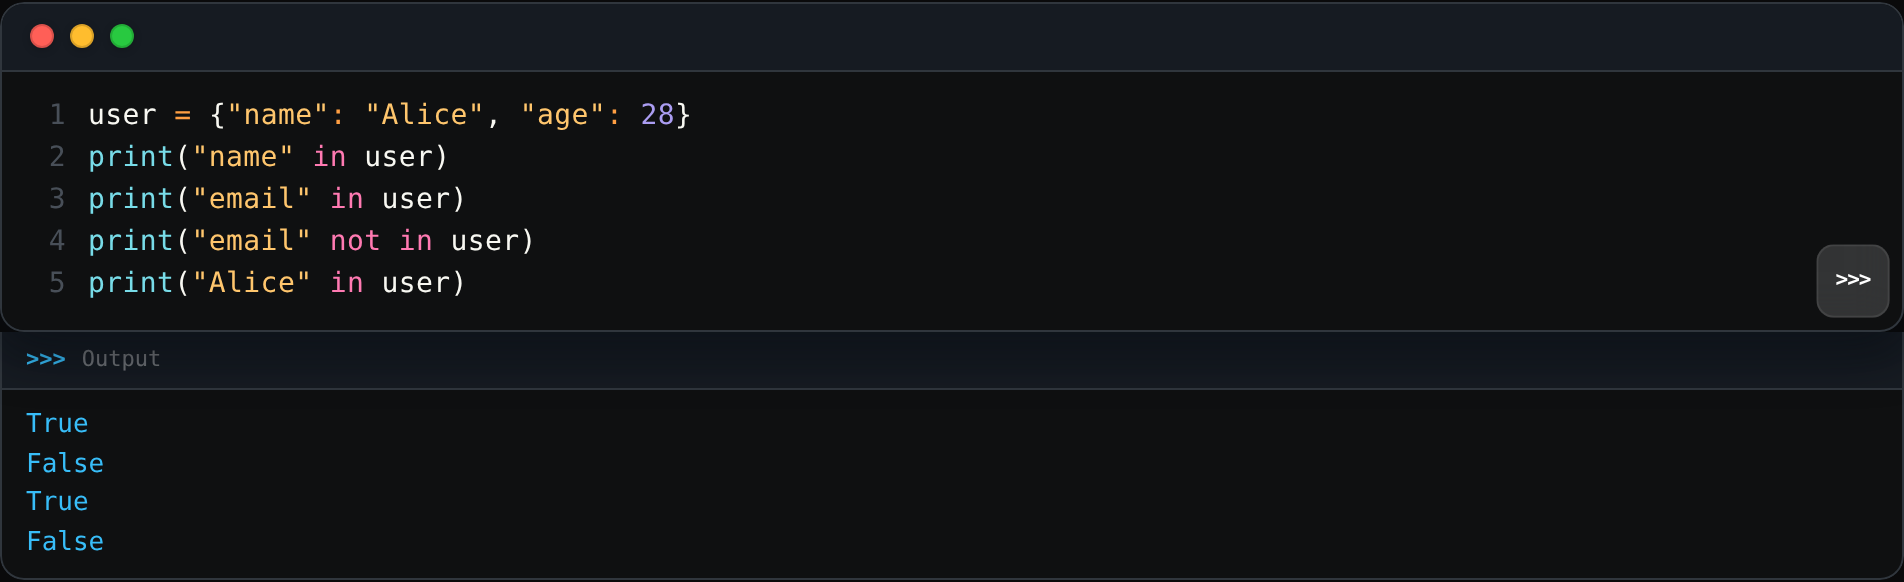 1 user = {"name": "Alice", "age": 28}
2 print("name" in user)
3 print("email" in user)
4 print("email" not in user)
5 print("Alice" in user)
>>>
>>> Output
True
False
True
False